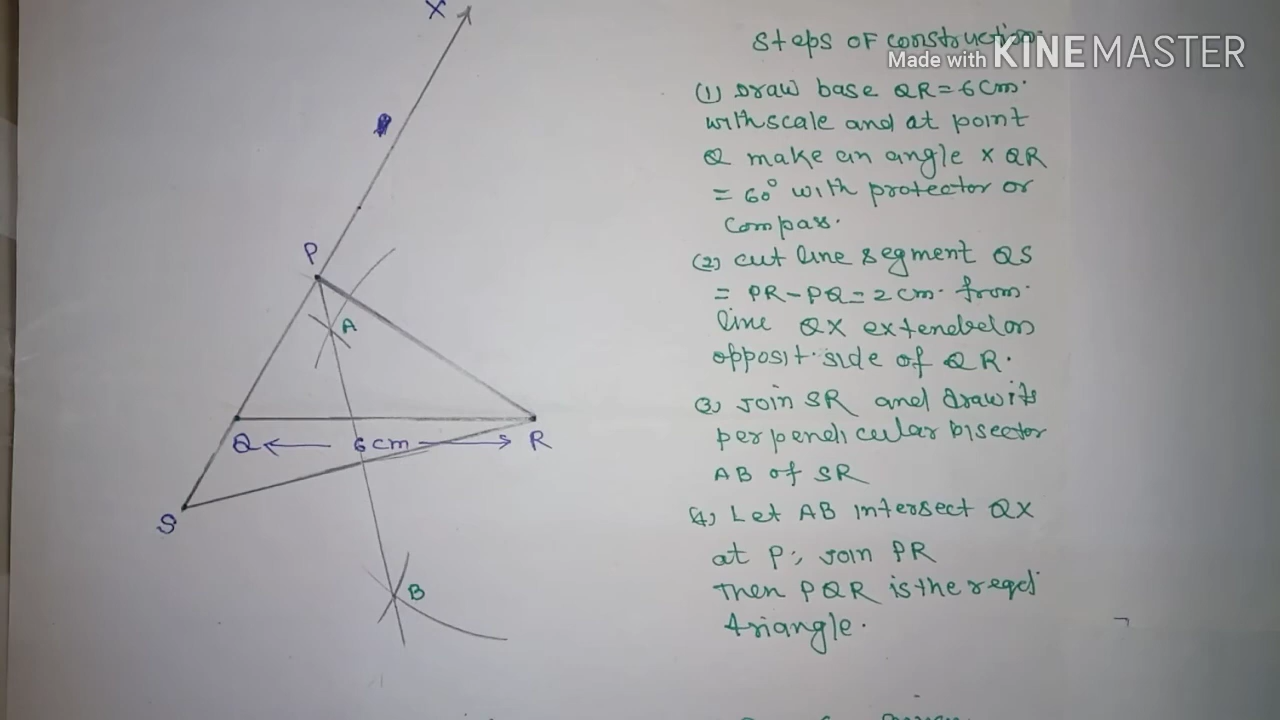 X
P
A
Q
6cm
R
S
B
Steps of construction.
Made with KINEMASTER
(1) Draw base QR=6cm.
with scale and at point
Q make an angle XQR
= 60° with protector or
compass.
(2) cut line segment QS
= PR-PQ=2cm. from
line QX extended on
opposit side of QR.
(3) Join SR and draw its
perpendicular bisector
AB of SR
(4) Let AB intersect QX
at P, join PR
Then PQR is the reqd
triangle.